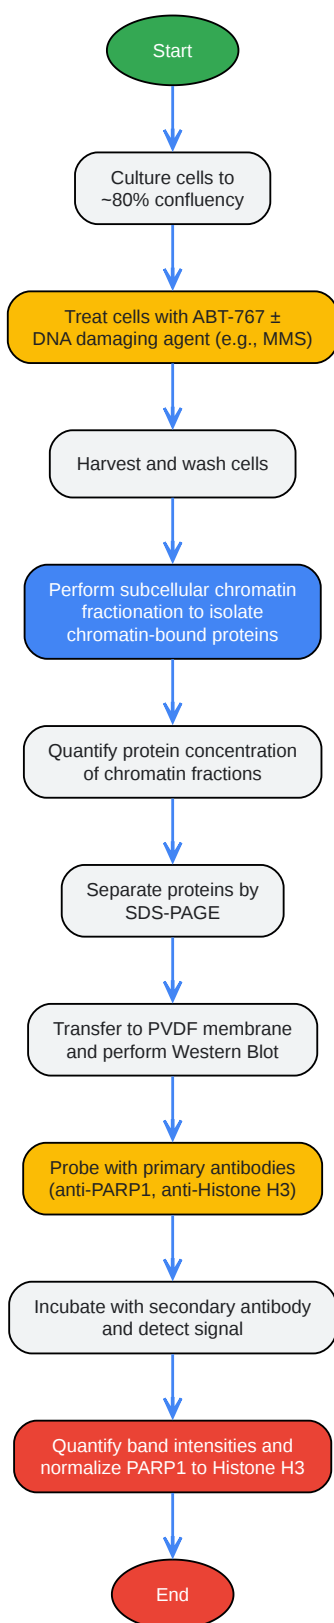 Start
Culture cells to
~80% confluency
Treat cells with ABT-767 ±
DNA damaging agent (e.g., MMS)
Harvest and wash cells
Perform subcellular chromatin
fractionation to isolate
chromatin-bound proteins
Quantify protein concentration
of chromatin fractions
Separate proteins by
SDS-PAGE
Transfer to PVDF membrane
and perform Western Blot
Probe with primary antibodies
(anti-PARP1, anti-Histone H3)
Incubate with secondary antibody
and detect signal
Quantify band intensities and
normalize PARP1 to Histone H3
End